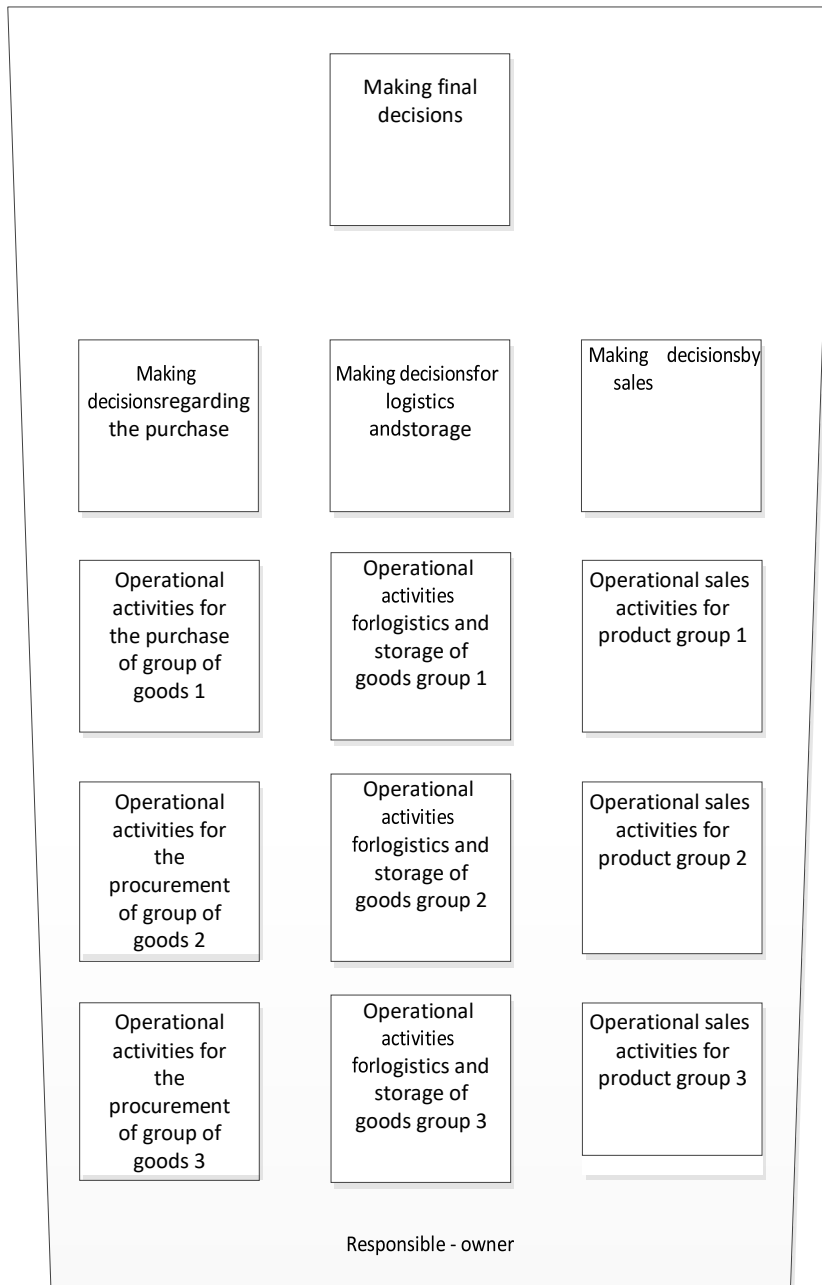 Making final
decisions
Making
decisionsregarding
the purchase
Making decisionsfor
logistics
andstorage
Making decisionsby
sales
Operational
activities for
the purchase
of group of
goods 1
Operational
activities
forlogistics and
storage of
goods group 1
Operational sales
activities for
product group 1
Operational
activities for
the
procurement
of group of
goods 2
Operational
activities
forlogistics and
storage of
goods group 2
Operational sales
activities for
product group 2
Operational
activities for
the
procurement
of group of
goods 3
Operational
activities
forlogistics and
storage of
goods group 3
Operational sales
activities for
product group 3
Responsible - owner